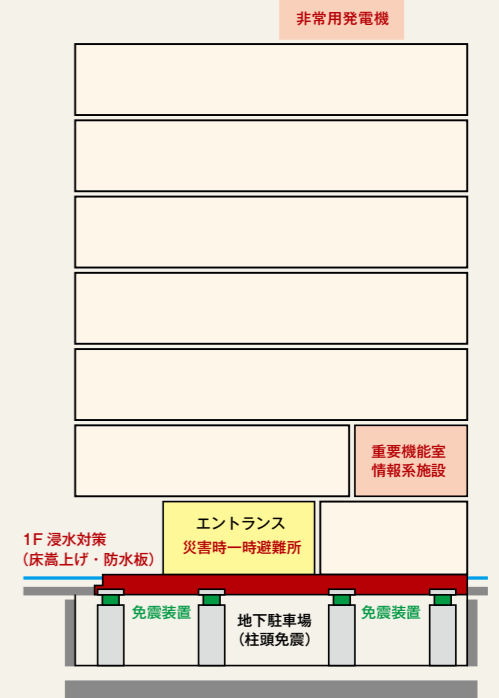 非常用発電機
重要機能室
情報系施設
エントランス
災害時一時避難所
1F 浸水対策
（床嵩上げ・防水板）
免震装置
地下駐車場
（柱頭免震）
免震装置